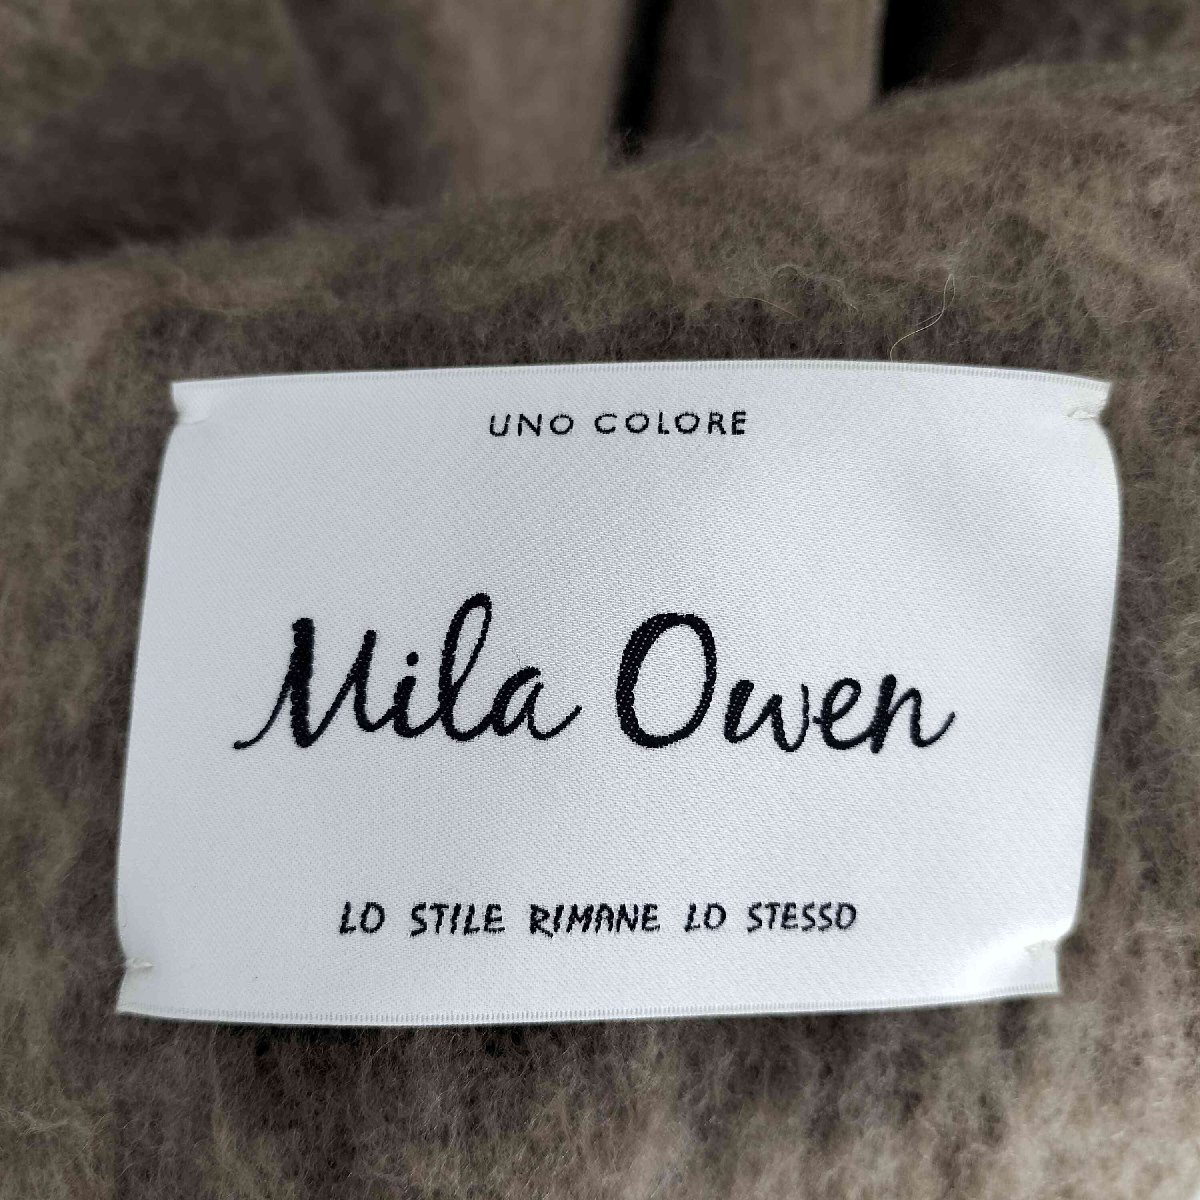 UNO COLORE
Mila Owen
LO STILE RIMANE LO STESSO